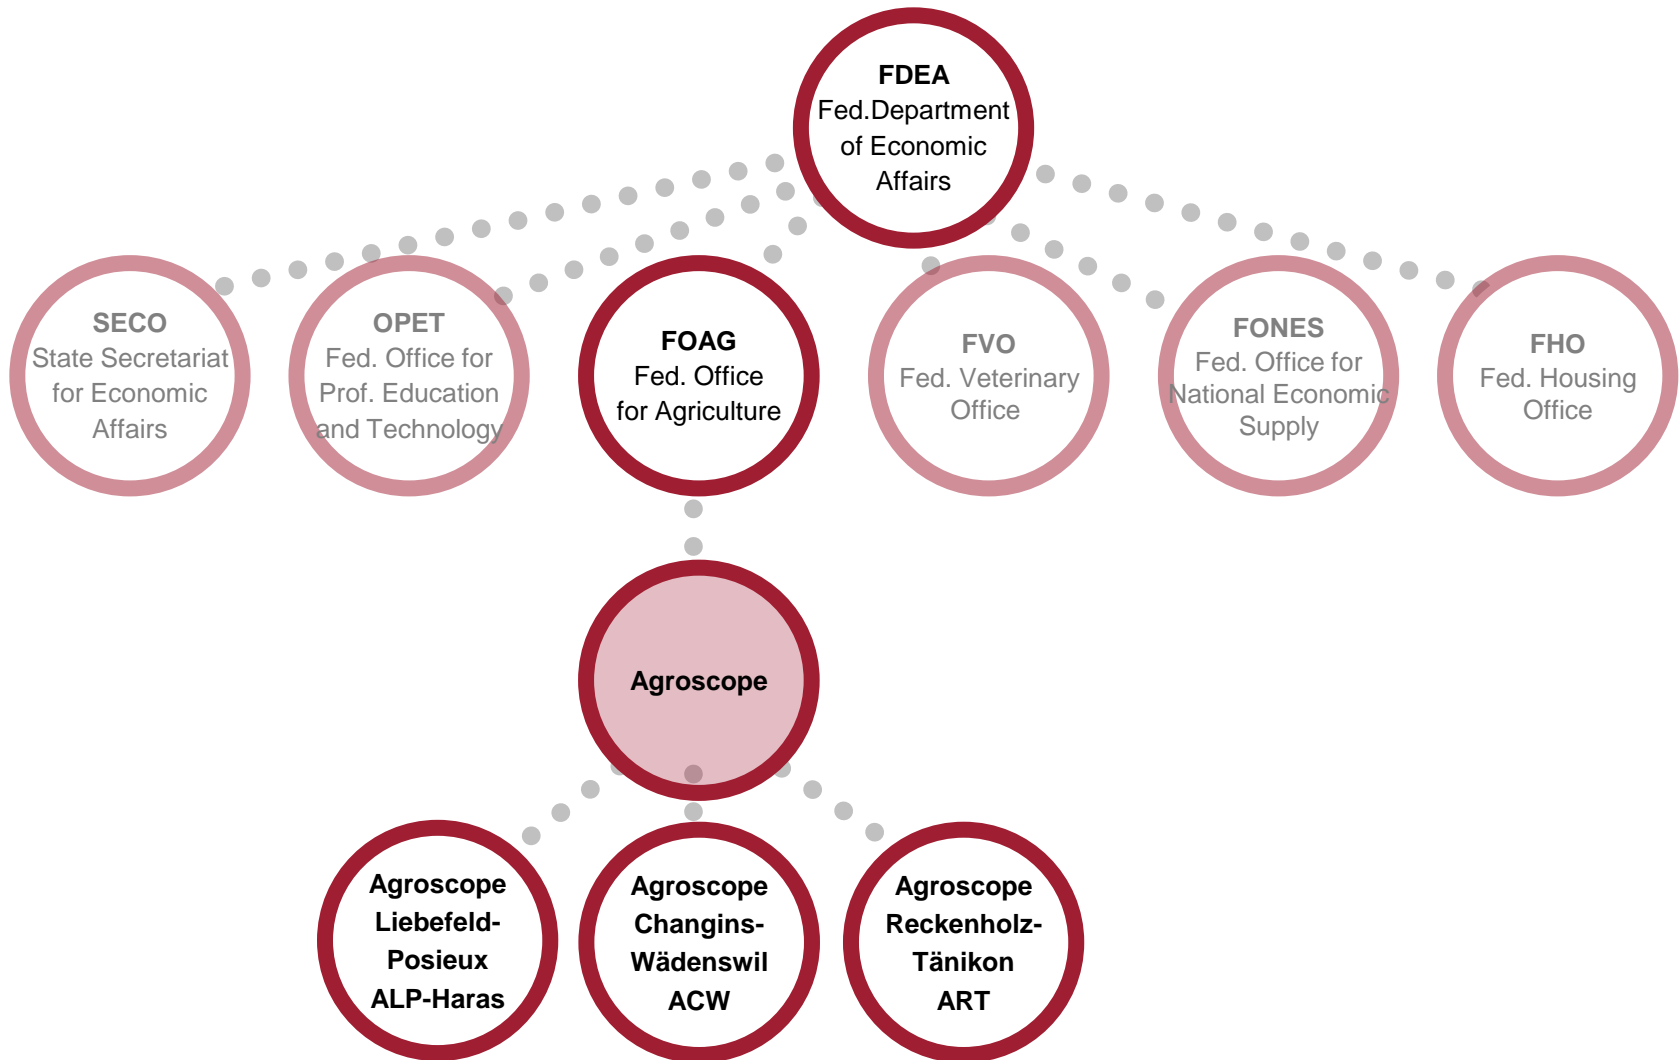 FDEA
Fed.Department
of Economic
Affairs
SECO
State Secretariat
for Economic
Affairs
OPET
Fed. Office for
Prof. Education
and Technology
FOAG
Fed. Office
for Agriculture
FVO
Fed. Veterinary
Office
FONES
Fed. Office for
National Economic
Supply
FHO
Fed. Housing
Office
Agroscope
Agroscope
Liebefeld-
Posieux
ALP-Haras
Agroscope
Changins-
Wädenswil
ACW
Agroscope
Reckenholz-
Tänikon
ART